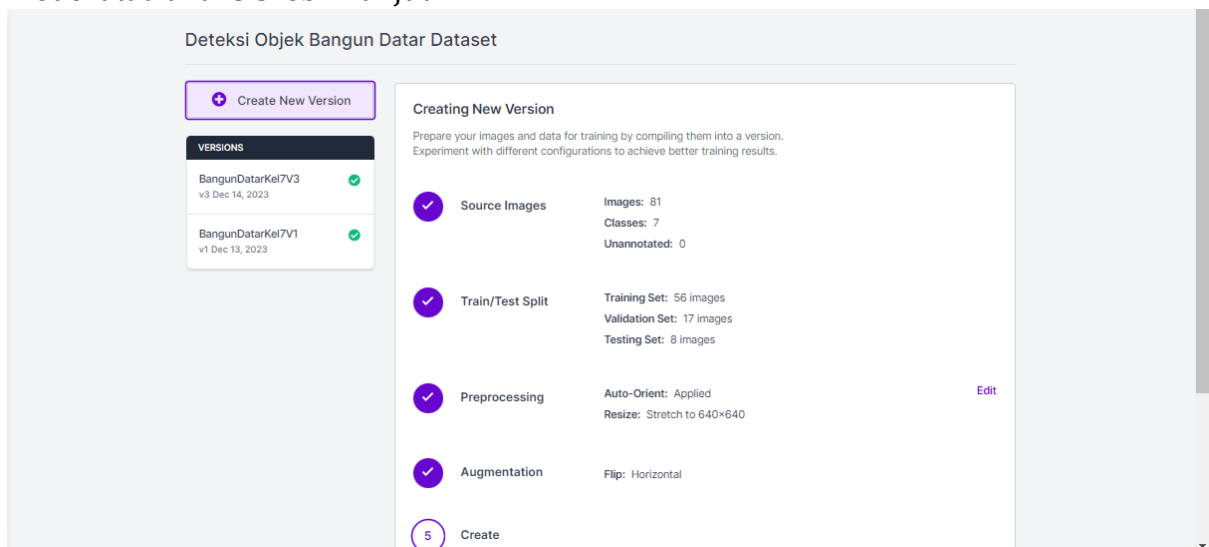 Deteksi Objek Bangun Datar Dataset
Create New Version
VERSIONS
BangunDatarKel7V3
v3 Dec 14, 2023
BangunDatarKel7V1
v1 Dec 13, 2023
Creating New Version
Prepare your images and data for training by compiling them into a version.
Experiment with different configurations to achieve better training results.
Source Images
Images: 81
Classes: 7
Unannotated: 0
Train/Test Split
Training Set: 56 images
Validation Set: 17 images
Testing Set: 8 images
Preprocessing
Auto-Orient: Applied
Resize: Stretch to 640×640
Edit
Augmentation
Flip: Horizontal
5 Create